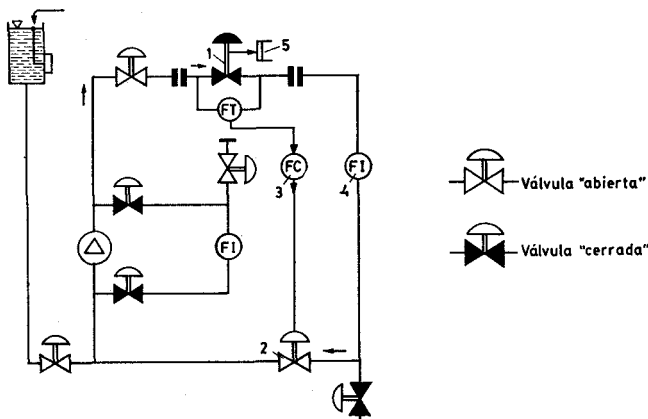 1
5
FT
FC
3
FI
4
FI
2
Válvula "abierta"
Válvula "cerrada"